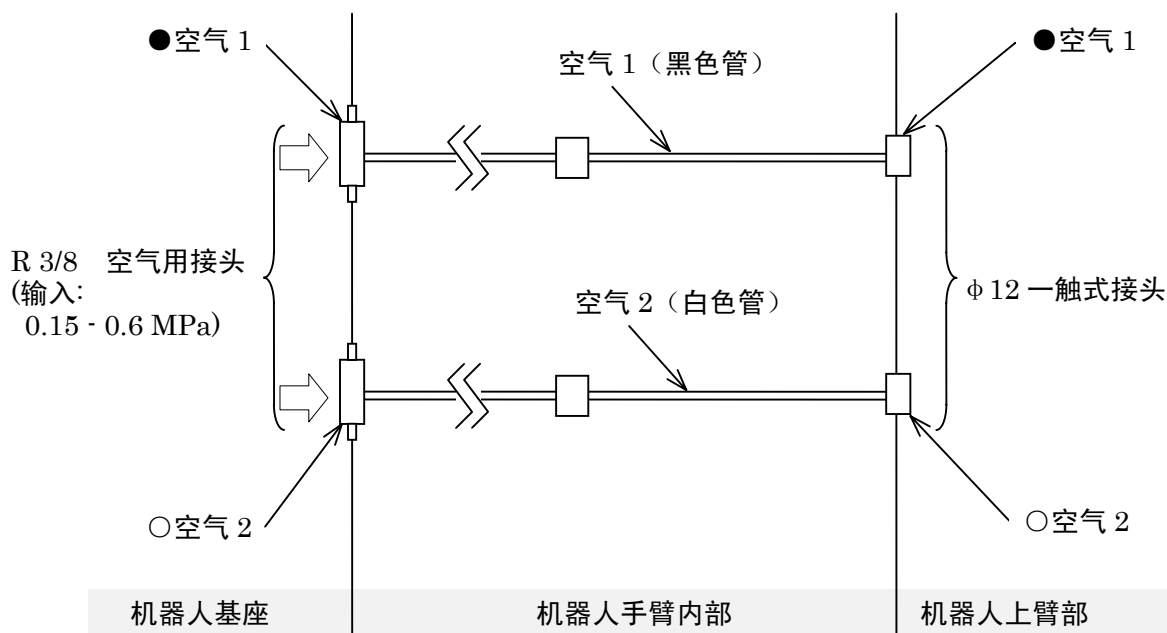 ●空气 1
●空气 1
空气 1（黑色管）
R 3/8　空气用接头
(输入:
0.15 - 0.6 MPa)
空气 2（白色管）
φ 12 一触式接头
○空气 2
○空气 2
机器人基座
机器人手臂内部
机器人上臂部